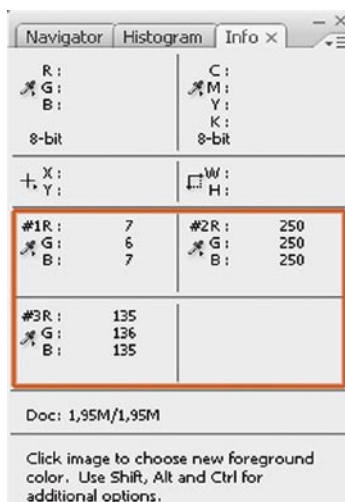 Navigator Histogram Info ×
R : C :
G : M :
B : Y :
K :
8-bit 8-bit
X : W :
Y : H :
#1R : 7 #2R : 250
G : 6 G : 250
B : 7 B : 250
#3R : 135
G : 136
B : 135
Doc: 1,95M/1,95M
Click image to choose new foreground
color. Use Shift, Alt and Ctrl for
additional options.